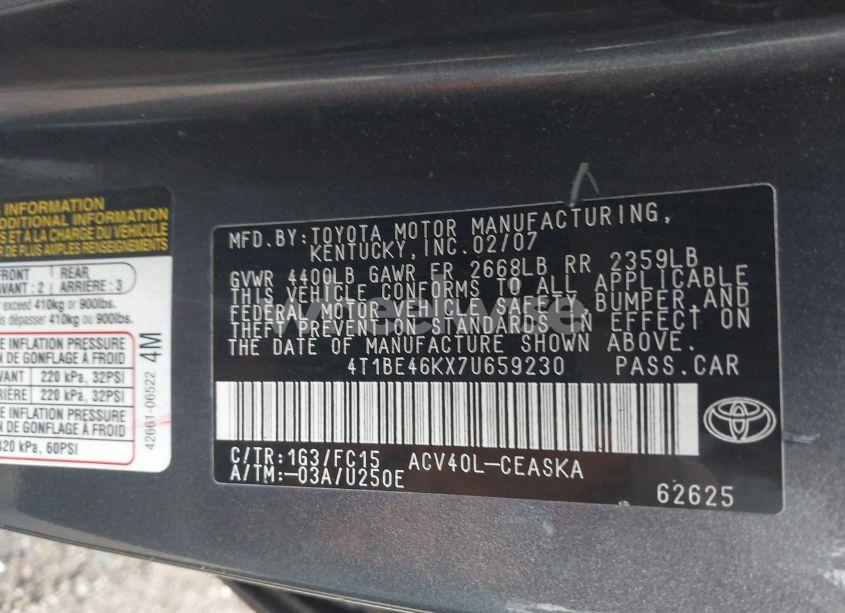 INFORMATION
ADDITIONAL INFORMATION
ET À LA CHARGE DU VÉHICULE
DE PLUS AMPLES RENSEIGNEMENTS
FRONT
AVANT : 2
REAR
ARRIÈRE : 3
exceed 410kg or 900lbs.
dépasser 410kg ou 900lbs.
TIRE INFLATION PRESSURE
DE GONFLAGE À FROID
220 kPa, 32PSI
220 kPa, 32PSI
TIRE INFLATION PRESSURE
DE GONFLAGE À FROID
420 kPa, 60PSI
42661-06522 4M
MFD.BY:TOYOTA MOTOR MANUFACTURING,
KENTUCKY,INC.02/07
GVWR 4400LB GAWR FR 2668LB RR 2359LB
THIS VEHICLE CONFORMS TO ALL APPLICABLE
FEDERAL MOTOR VEHICLE SAFETY,BUMPER,AND
THEFT PREVENTION STANDARDS IN EFFECT ON
THE DATE OF MANUFACTURE SHOWN ABOVE.
4T1BE46KX7U659230 PASS.CAR
C/TR:1G3/FC15 ACV40L-CEASKA
A/TM:-03A/U250E
62625